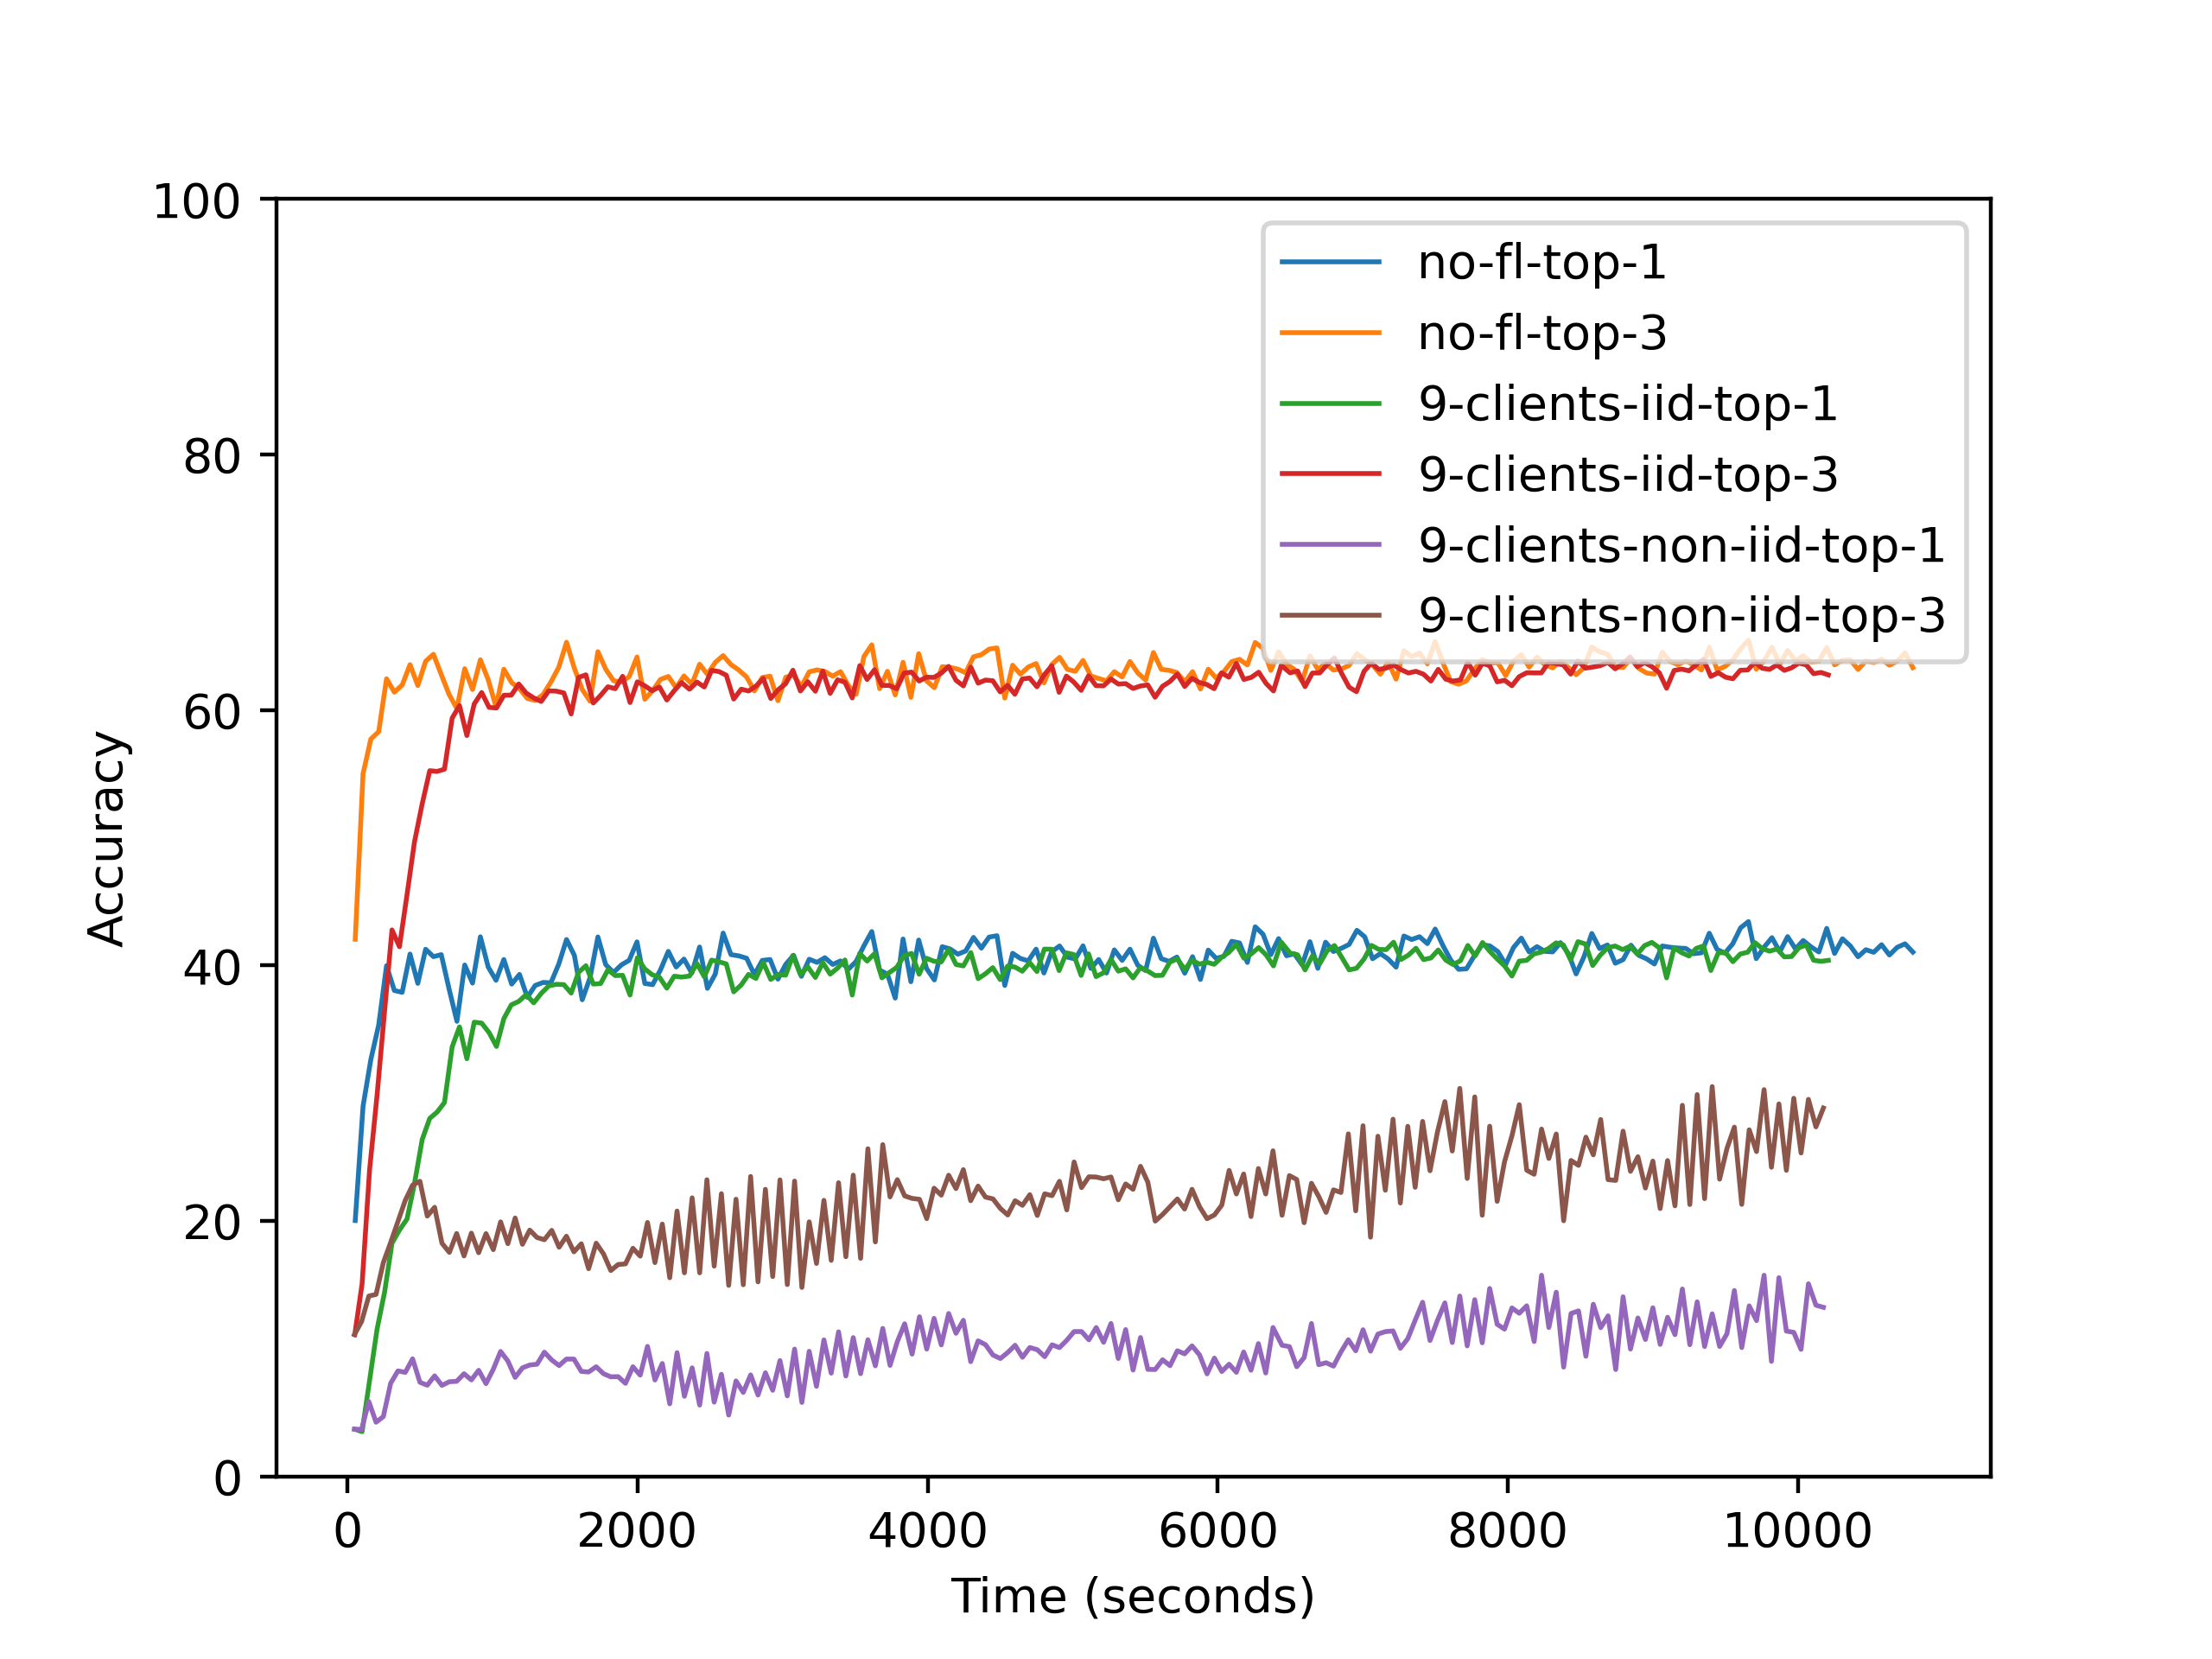 100
80
60
40
20
0
Accuracy
no-fl-top-1
no-fl-top-3
9-clients-iid-top-1
9-clients-iid-top-3
9-clients-non-iid-top-1
9-clients-non-iid-top-3
0 2000 4000 6000 8000 10000
Time (seconds)